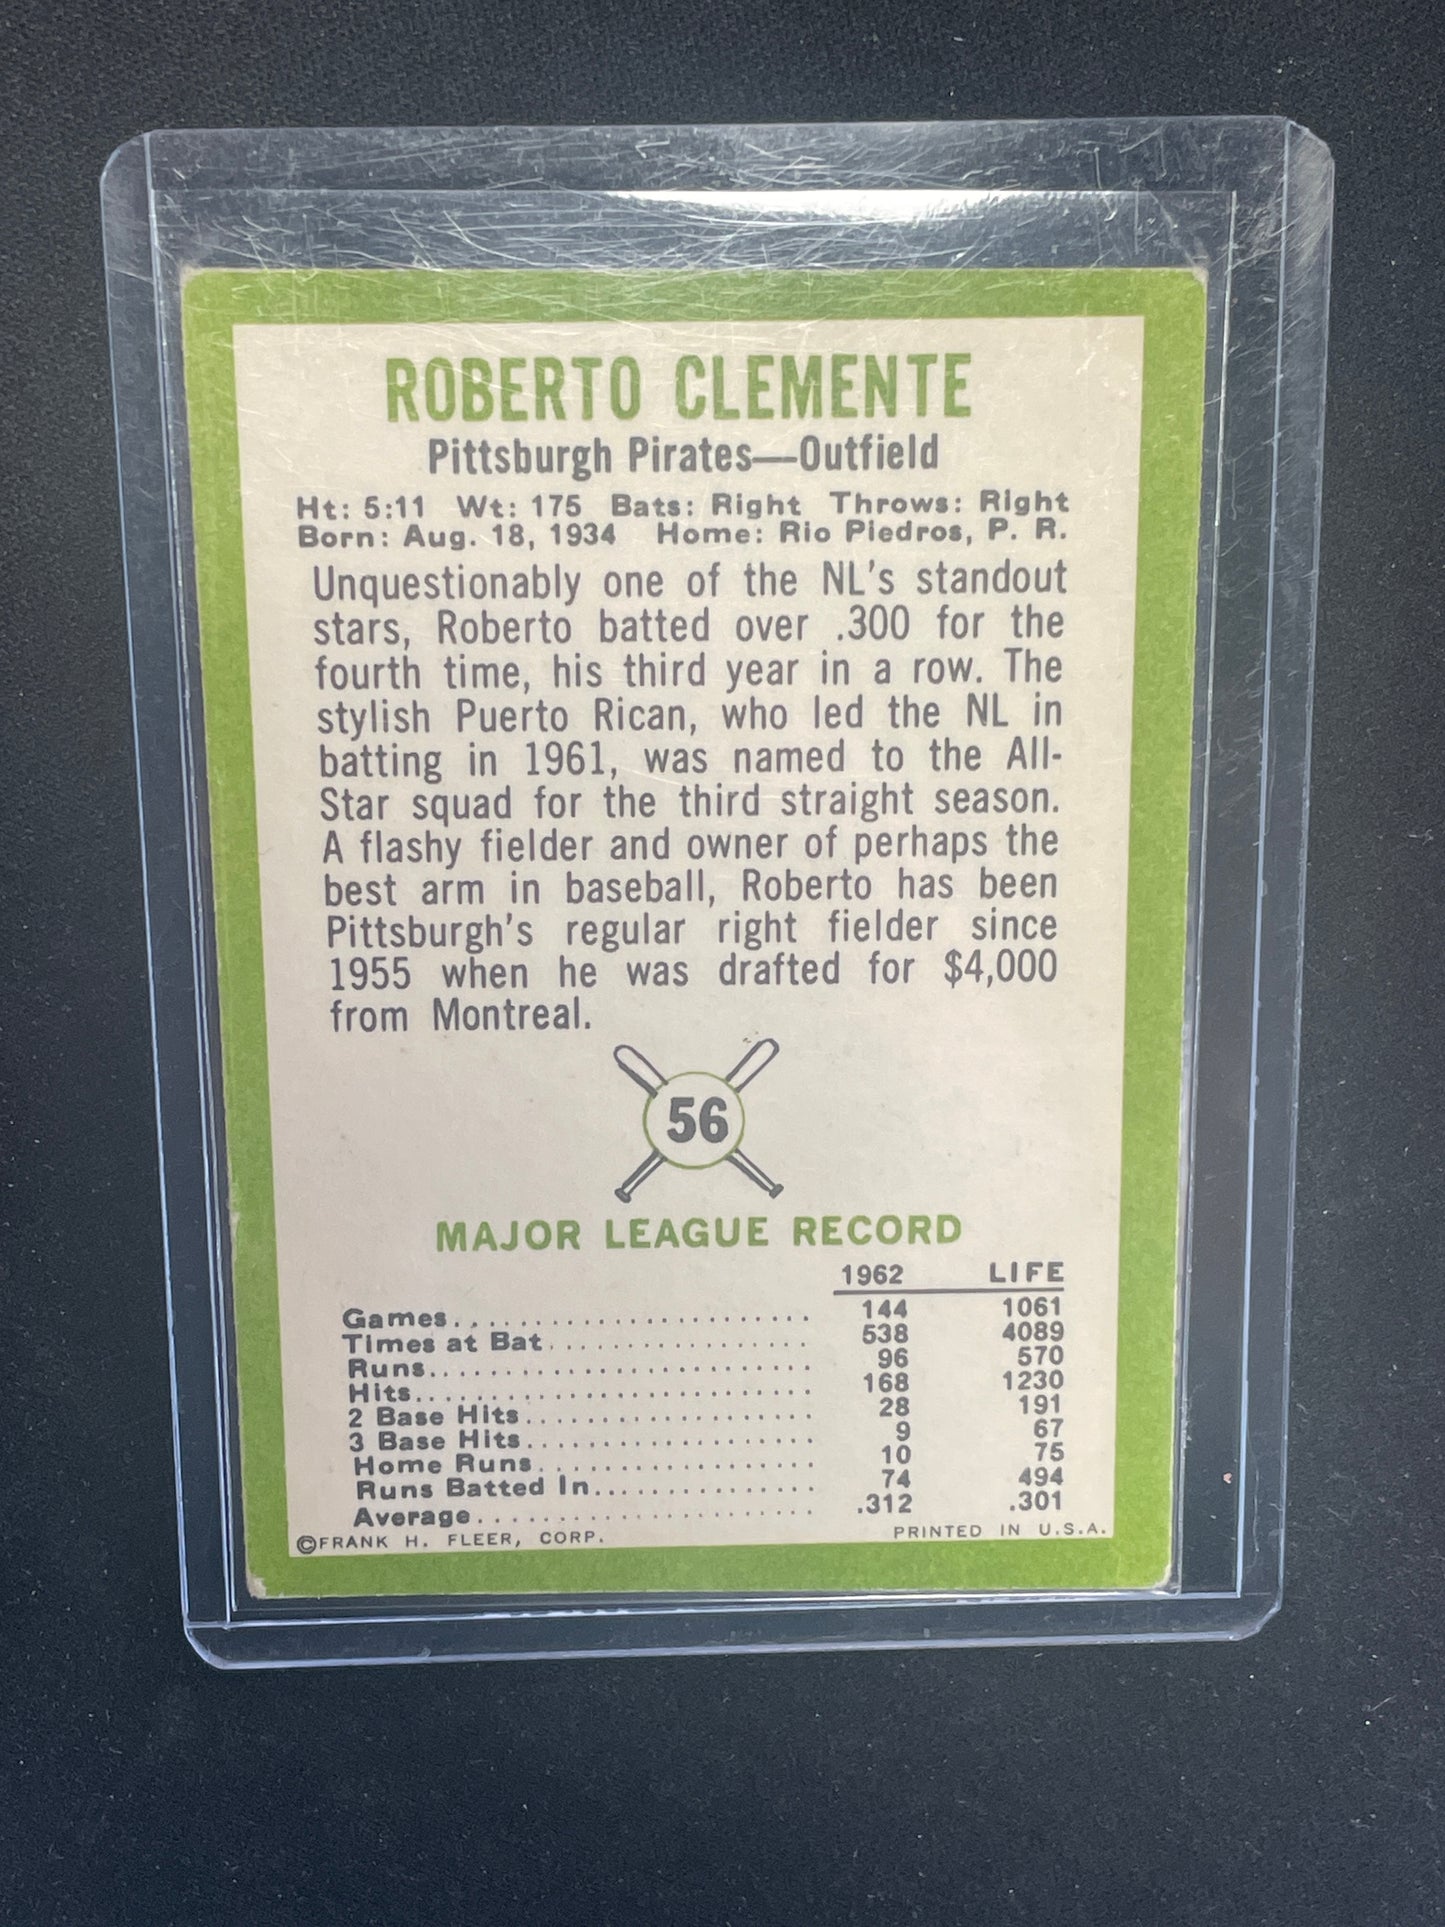 ROBERTO CLEMENTE
Pittsburgh Pirates—Outfield
Ht: 5:11 Wt: 175 Bats: Right Throws: Right
Born: Aug. 18, 1934 Home: Rio Piedros, P. R.
Unquestionably one of the NL's standout
stars, Roberto batted over .300 for the
fourth time, his third year in a row. The
stylish Puerto Rican, who led the NL in
batting in 1961, was named to the All-
Star squad for the third straight season.
A flashy fielder and owner of perhaps the
best arm in baseball, Roberto has been
Pittsburgh's regular right fielder since
1955 when he was drafted for $4,000
from Montreal.
56
MAJOR LEAGUE RECORD
1962 LIFE
Games 144 1061
Times at Bat 538 4089
Runs 96 570
Hits 168 1230
2 Base Hits 28 191
3 Base Hits 9 67
Home Runs 10 75
Runs Batted In 74 494
Average .312 .301
©FRANK H. FLEER, CORP. PRINTED IN U.S.A.